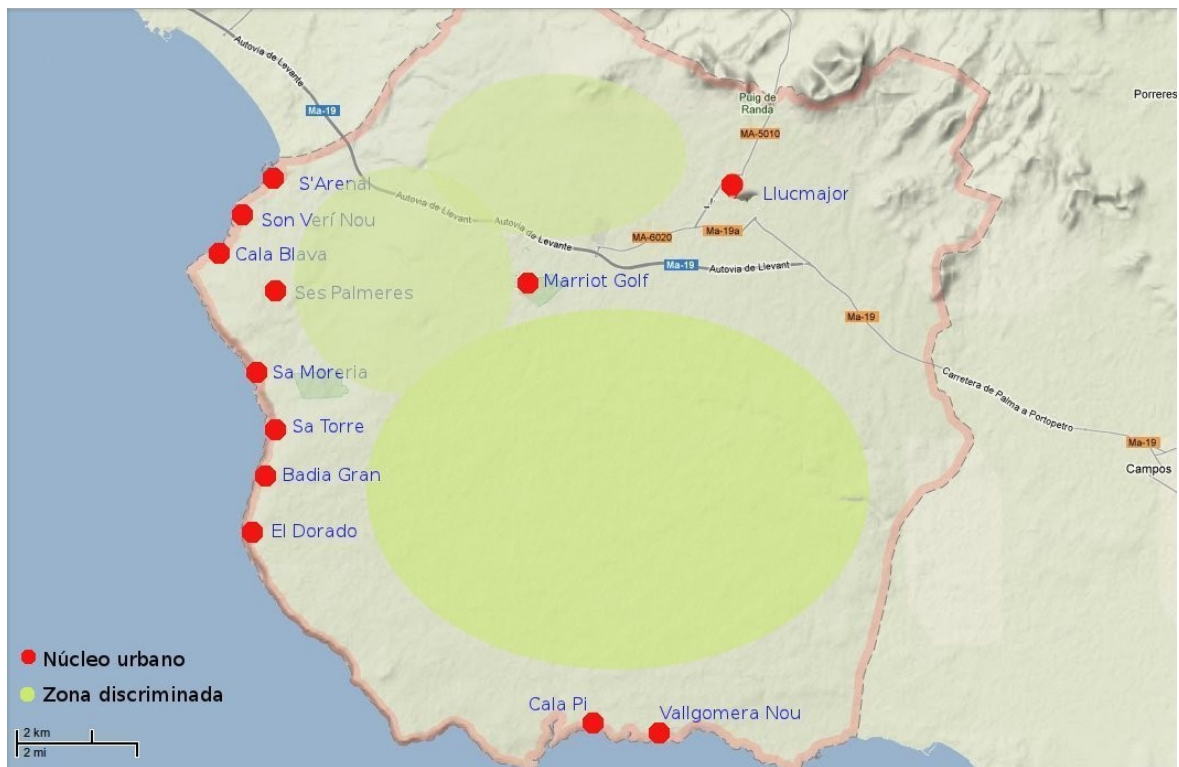 Autovia de Levante
Ma-19
Puig de
Randa
Porreres
MA-5010
S'Arenal
Llucmajor
Son Verí Nou
Autovia de Llevant
Autovia de Levante
MA-6020
Ma-19a
Cala Blava
Ma-19
Autovia de Llevant
Marriot Golf
Ses Palmeres
Ma-19
Sa Moreria
Carretera de Palma a Portopetro
Sa Torre
Ma-19
Badia Gran
Campos
El Dorado
Núcleo urbano
Zona discriminada
Cala Pi
Vallgomera Nou
2 km
2 mi